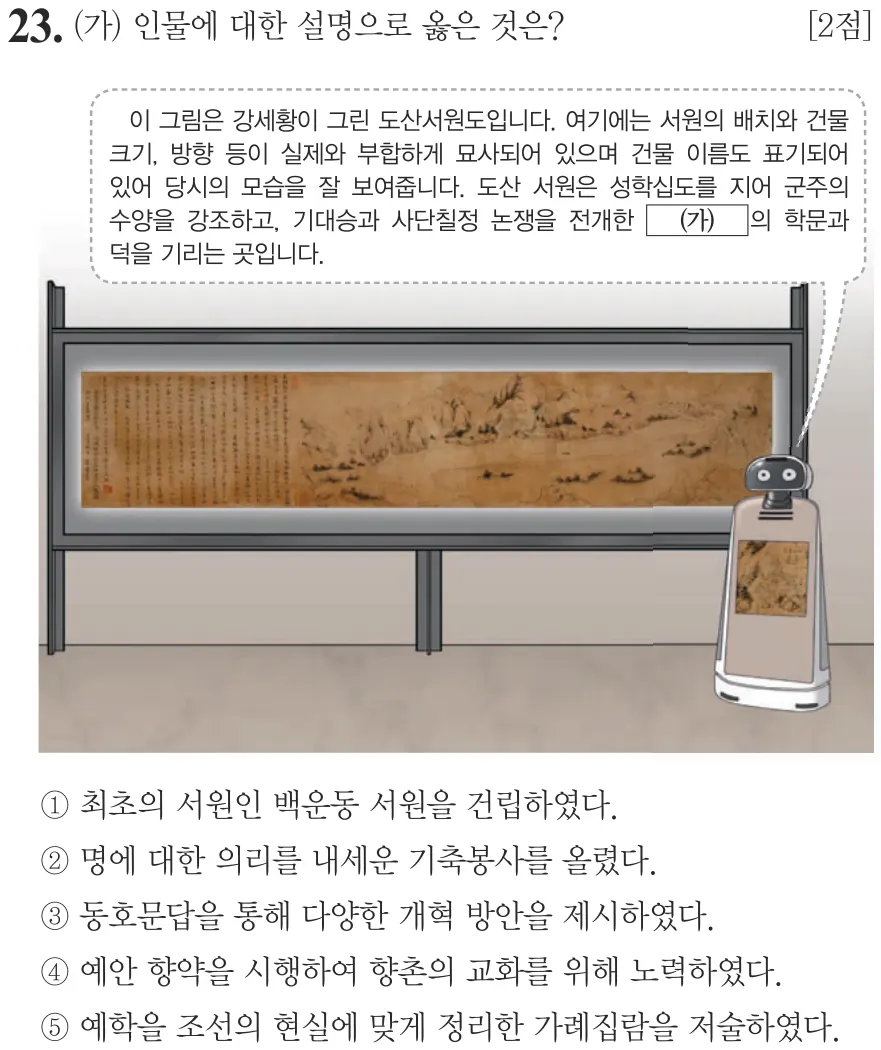 23. (가) 인물에 대한 설명으로 옳은 것은? [2점]
이 그림은 강세황이 그린 도산서원도입니다. 여기에는 서원의 배치와 건물
크기, 방향 등이 실제와 부합하게 묘사되어 있으며 건물 이름도 표기되어
있어 당시의 모습을 잘 보여줍니다. 도산 서원은 성학십도를 지어 군주의
수양을 강조하고, 기대승과 사단칠정 논쟁을 전개한 (가) 의 학문과
덕을 기리는 곳입니다.
① 최초의 서원인 백운동 서원을 건립하였다.
② 명에 대한 의리를 내세운 기축봉사를 올렸다.
③ 동호문답을 통해 다양한 개혁 방안을 제시하였다.
④ 예안 향약을 시행하여 향촌의 교화를 위해 노력하였다.
⑤ 예학을 조선의 현실에 맞게 정리한 가례집람을 저술하였다.